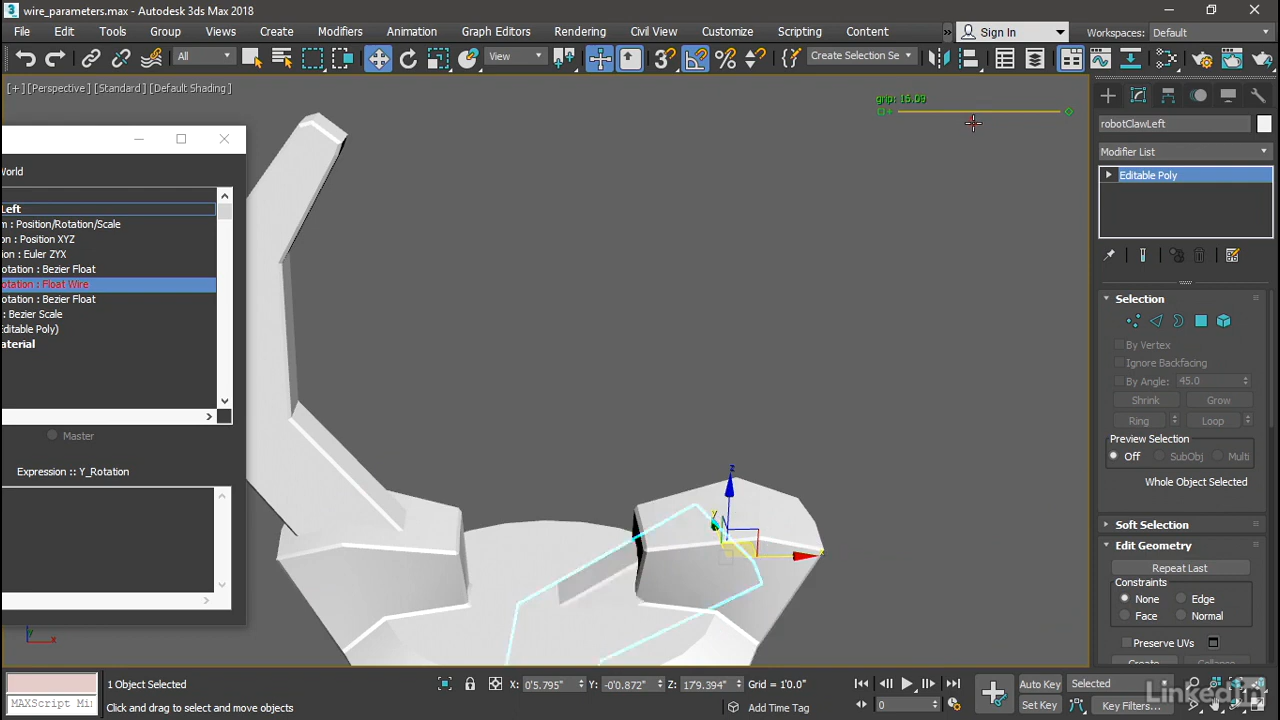 wire_parameters.max - Autodesk 3ds Max 2018
File Edit Tools Group Views Create Modifiers Animation Graph Editors Rendering Civil View Customize Scripting Content » Sign In Workspaces: Default
All View Create Selection Se
[+] [Perspective] [Standard] [Default Shading]
grip: 15.09
World
Left
m : Position/Rotation/Scale
on : Position XYZ
ion : Euler ZYX
otation : Bezier Float
otation : Float Wire
otation : Bezier Float
: Bezier Scale
Editable Poly)
aterial
Master
Expression :: Y_Rotation
robotClawLeft
Modifier List
Editable Poly
Selection
By Vertex
Ignore Backfacing
By Angle: 45.0
Shrink Grow
Ring Loop
Preview Selection
Off SubObj Multi
Whole Object Selected
Soft Selection
Edit Geometry
Repeat Last
Constraints
None Edge
Face Normal
Preserve UVs
Create Collapse
z
y
x
y x
1 Object Selected X: 0'5.795" Y: -0'0.872" Z: 179.394" Grid = 1'0.0" Auto Key Selected
MAXScript Mi Click and drag to select and move objects Add Time Tag 0 Set Key Key Filters...
LinkedIn